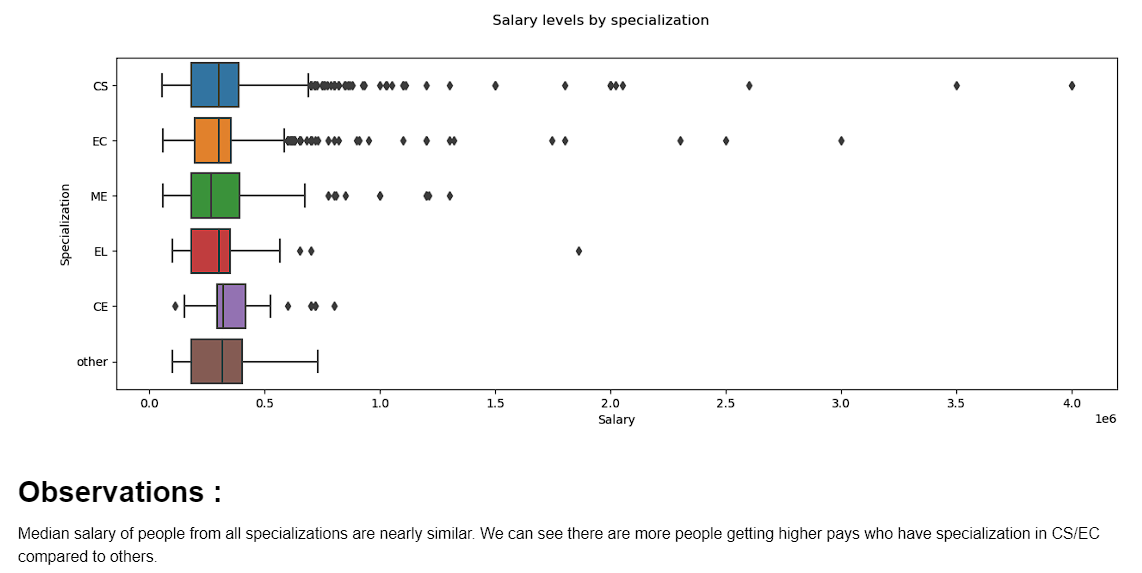 Salary levels by specialization
CS
EC
ME
EL
CE
other
Specialization
0.0 0.5 1.0 1.5 2.0 2.5 3.0 3.5 4.0
Salary
1e6
Observations :
Median salary of people from all specializations are nearly similar. We can see there are more people getting higher pays who have specialization in CS/EC
compared to others.